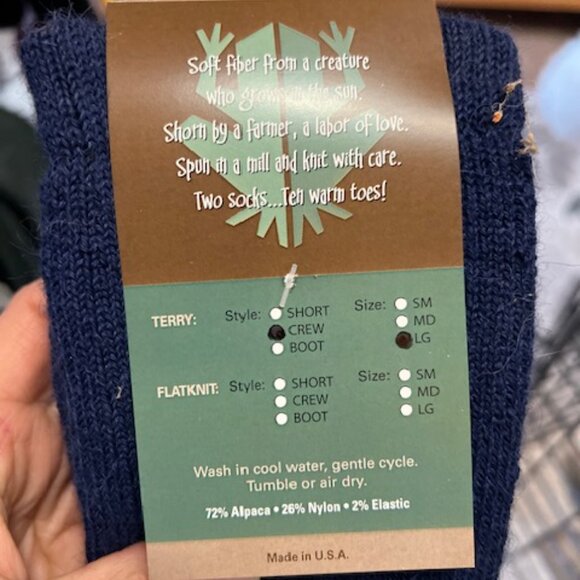 Soft fiber from a creature
who grows in the sun.
Shorn by a farmer, a labor of love.
Spun in a mill and knit with care.
Two socks...Ten warm toes!
TERRY: Style: SHORT Size: SM
CREW MD
BOOT LG
FLATKNIT: Style: SHORT Size: SM
CREW MD
BOOT LG
Wash in cool water, gentle cycle.
Tumble or air dry.
72% Alpaca • 26% Nylon • 2% Elastic
Made in U.S.A.